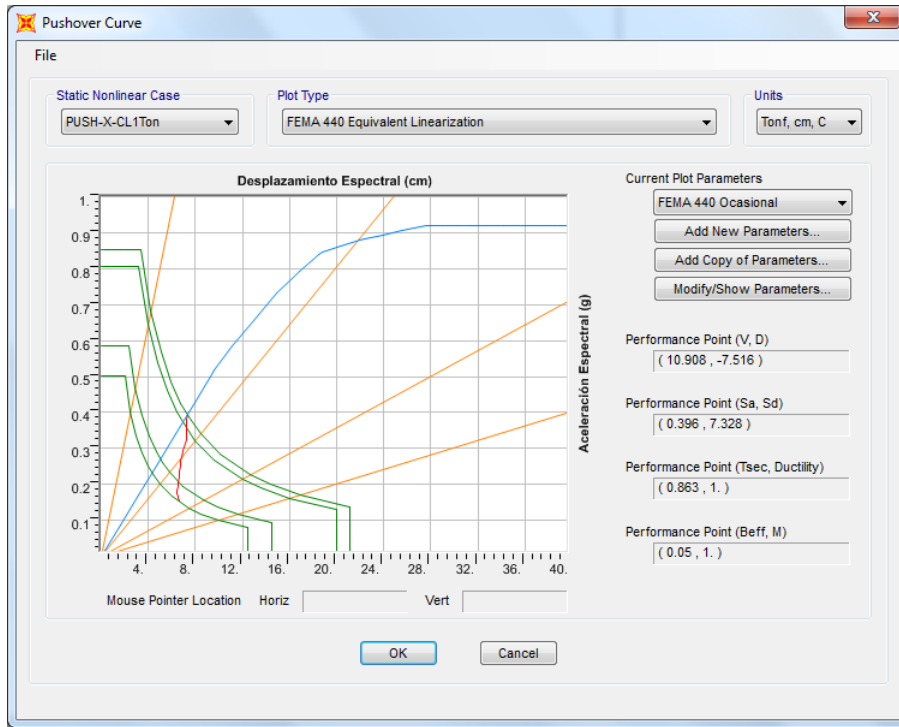 Pushover Curve
x
File
Static Nonlinear Case
Plot Type
Units
PUSH-X-CL1Ton
FEMA 440 Equivalent Linearization
Tonf, cm, C
Desplazamiento Espectral (cm)
1.
0.9
0.8
0.7
0.6
0.5
0.4
0.3
0.2
0.1
4. 8. 12. 16. 20. 24. 28. 32. 36. 40.
Aceleración Espectral (g)
Mouse Pointer Location Horiz Vert
Current Plot Parameters
FEMA 440 Ocasional
Add New Parameters...
Add Copy of Parameters...
Modify/Show Parameters...
Performance Point (V, D)
( 10.908 , -7.516 )
Performance Point (Sa, Sd)
( 0.396 , 7.328 )
Performance Point (Tsec, Ductility)
( 0.863 , 1. )
Performance Point (Beff, M)
( 0.05 , 1. )
OK
Cancel